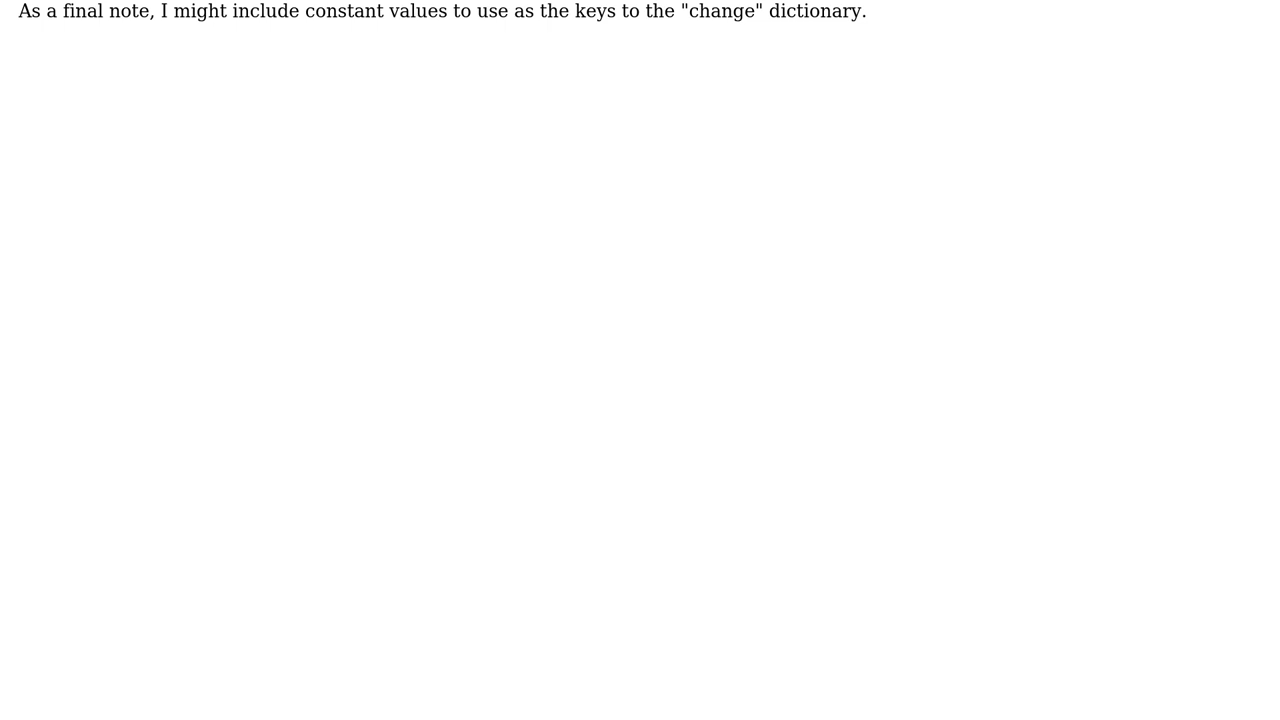 As a final note, I might include constant values to use as the keys to the "change" dictionary.